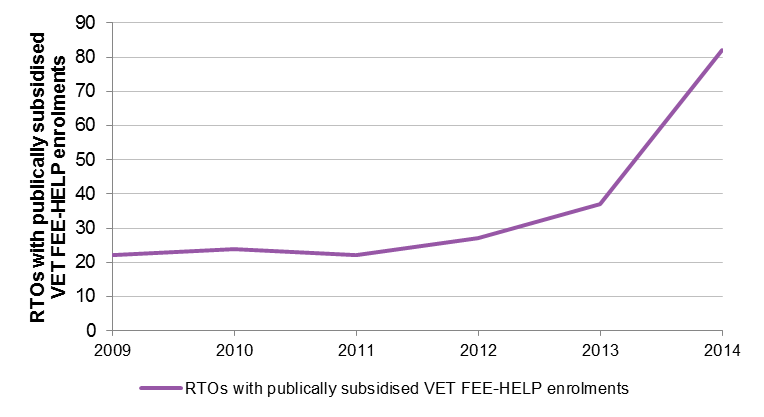 RTOs with publically subsidised
VET FEE-HELP enrolments
90
80
70
60
50
40
30
20
10
0
2009 2010 2011 2012 2013 2014
RTOs with publically subsidised VET FEE-HELP enrolments